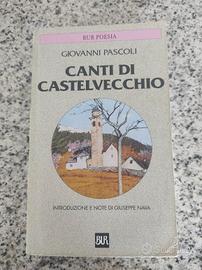 BUR POESIA
GIOVANNI PASCOLI
CANTI DI
CASTELVECCHIO
INTRODUZIONE E NOTE DI GIUSEPPE NAVA
BUR